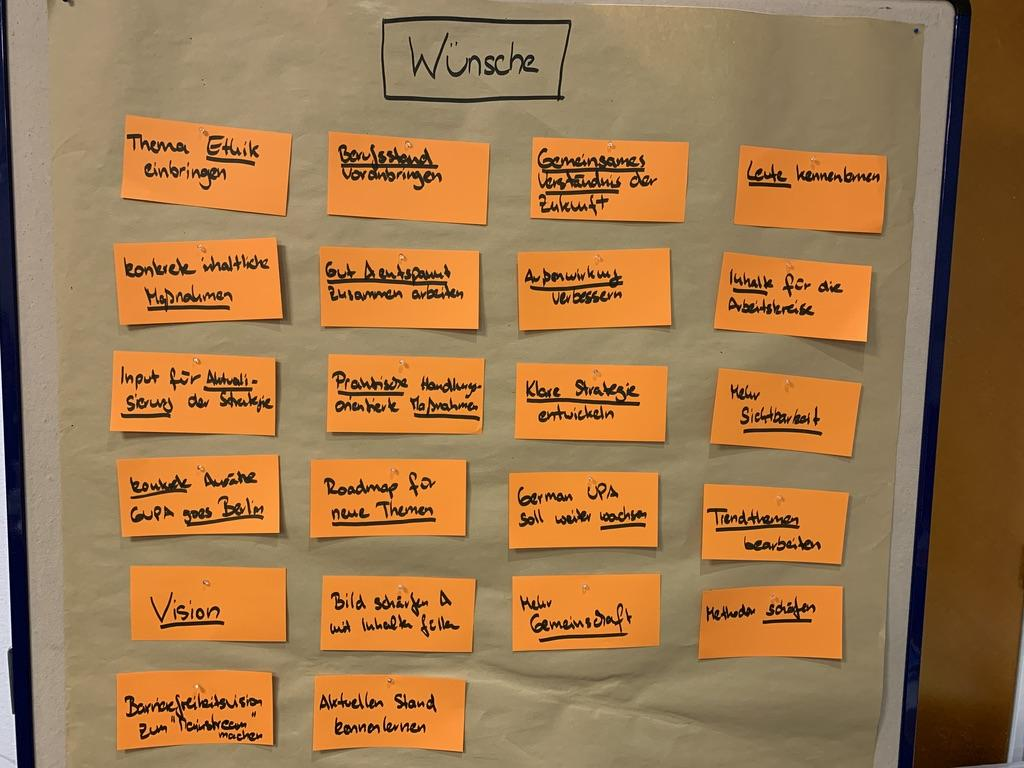 Wünsche
Thema Ethik
einbringen
Berufsstand
voranbringen
Gemeinsames
Verständnis der
Zukunft
Leute kennenlernen
konkrete inhaltliche
Maßnahmen
Gut & entspannt
zusammen arbeiten
Außenwirkung
verbessern
Inhalte für die
Arbeitskreise
Input für Aktuali-
sierung der Strategie
Praktische Handlungs-
orientierte Maßnahmen
Klare Strategie
entwickeln
Mehr
Sichtbarkeit
konkrete
GUPA goes Berlin
Roadmap für
neue Themen
German UPA
soll weiter wachsen
Trendthemen
bearbeiten
Vision
Bild schärfen &
mit Inhalten füllen
Mehr
Gemeinschaft
Methoden schärfen
Barrierefreiheitsvision
zum "Mainstream"
machen
Aktuellen Stand
kennenlernen